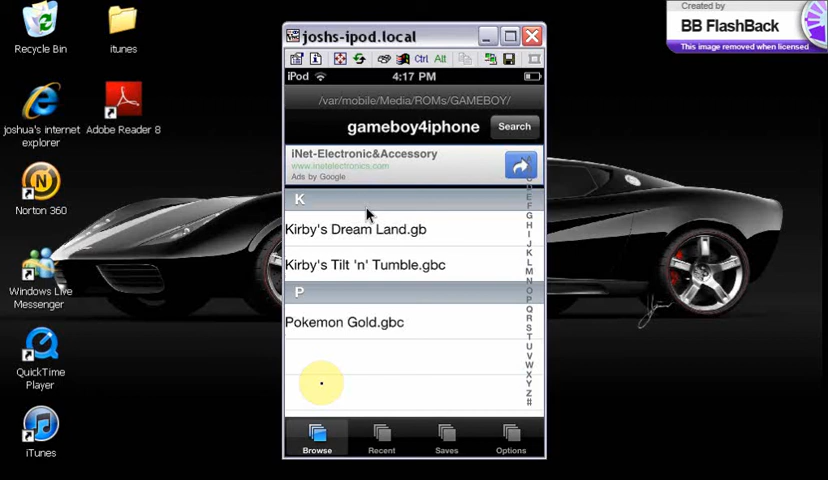 Created by
BB FlashBack
This image removed when licensed
Recycle Bin
itunes
joshua's internet
explorer
Adobe Reader 8
Norton 360
Windows Live
Messenger
QuickTime
Player
iTunes
joshs-ipod.local
Ctrl Alt
iPod 4:17 PM
/var/mobile/Media/ROMs/GAMEBOY/
gameboy4iphone Search
iNet-Electronic&Accessory
www.inetelectronics.com
Ads by Google
K
Kirby's Dream Land.gb
Kirby's Tilt 'n' Tumble.gbc
P
Pokemon Gold.gbc
E
F
G
H
I
J
K
L
M
N
O
P
Q
R
S
T
U
V
W
X
Y
Z
#
Browse Recent Saves Options